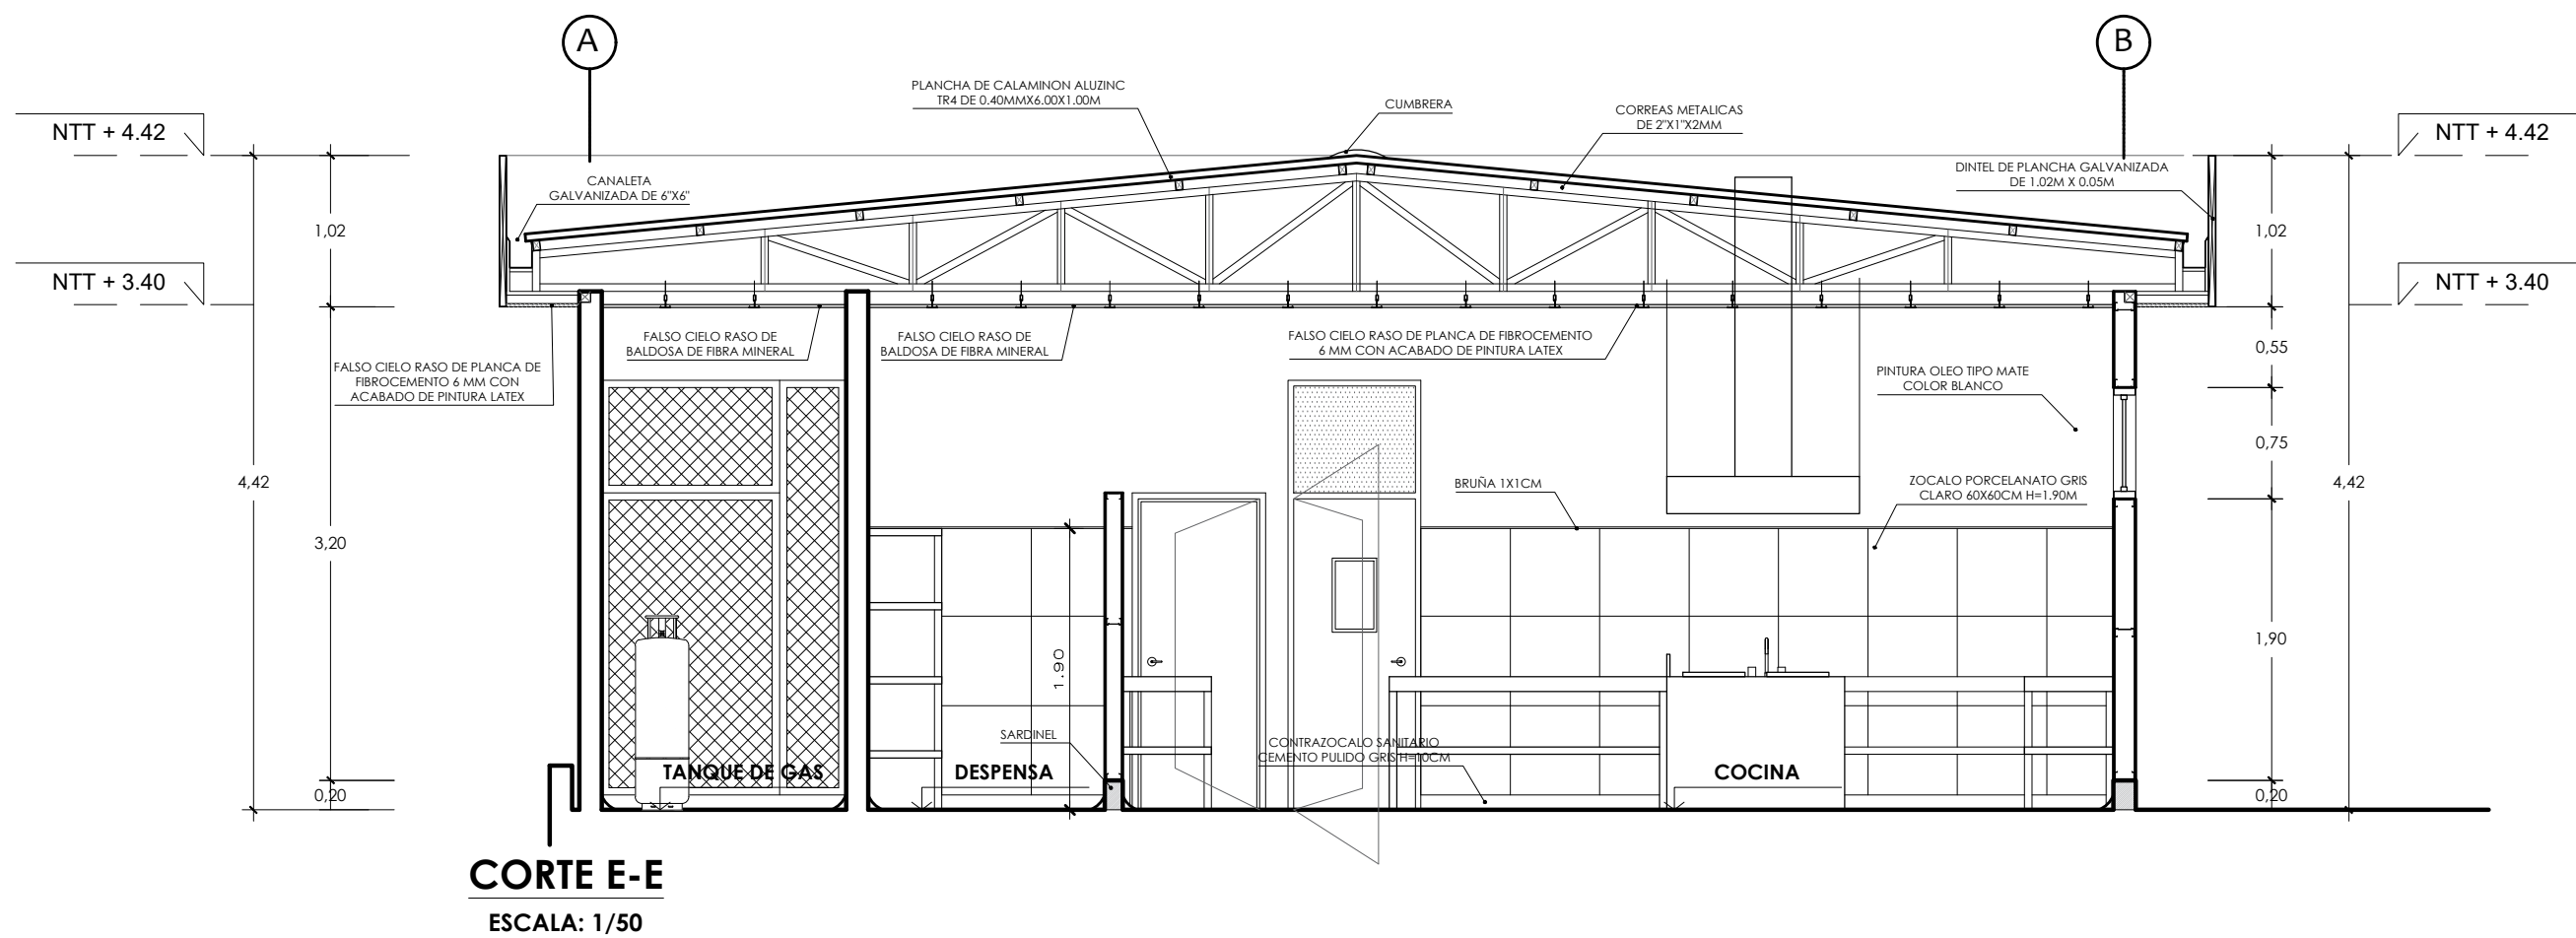 A
B
PLANCHA DE CALAMINON ALUZINC
TR4 DE 0.40MMX6.00X1.00M
CUMBRERA
CORREAS METALICAS
DE 2"X1"X2MM
NTT + 4.42
NTT + 4.42
CANALETA
GALVANIZADA DE 6"X6"
DINTEL DE PLANCHA GALVANIZADA
DE 1.02M X 0.05M
1,02
1,02
NTT + 3.40
NTT + 3.40
FALSO CIELO RASO DE
BALDOSA DE FIBRA MINERAL
FALSO CIELO RASO DE
BALDOSA DE FIBRA MINERAL
FALSO CIELO RASO DE PLANCA DE FIBROCEMENTO
6 MM CON ACABADO DE PINTURA LATEX
0,55
FALSO CIELO RASO DE PLANCA DE
FIBROCEMENTO 6 MM CON
ACABADO DE PINTURA LATEX
PINTURA OLEO TIPO MATE
COLOR BLANCO
0,75
4,42
BRUÑA 1X1CM
ZOCALO PORCELANATO GRIS
CLARO 60X60CM H=1.90M
4,42
3,20
1.90
1,90
SARDINEL
CONTRAZOCALO SANITARIO
CEMENTO PULIDO GRIS H=10CM
TANQUE DE GAS
DESPENSA
COCINA
0,20
0,20
CORTE E-E
ESCALA: 1/50